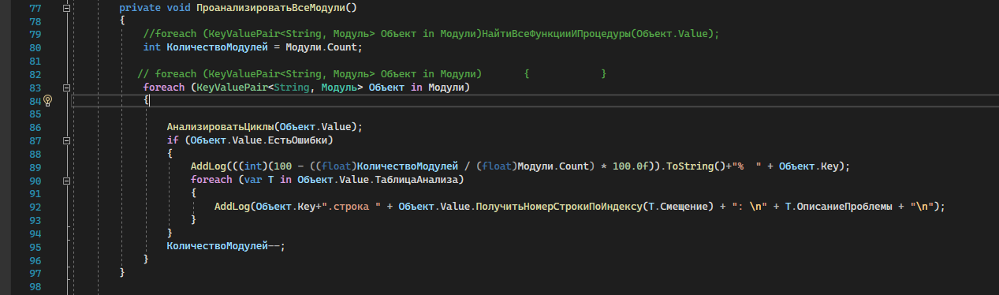 77 private void ПроанализироватьВсеМодули()
78 {
79 //foreach (KeyValuePair<String, Модуль> Объект in Модули)НайтиВсеФункцииИПроцедуры(Объект.Value);
80 int КоличествоМодулей = Модули.Count;
81
82 // foreach (KeyValuePair<String, Модуль> Объект in Модули) { }
83 foreach (KeyValuePair<String, Модуль> Объект in Модули)
84 {
85
86 АнализироватьЦиклы(Объект.Value);
87 if (Объект.Value.ЕстьОшибки)
88 {
89 AddLog(((int)(100 - ((float)КоличествоМодулей / (float)Модули.Count) * 100.0f)).ToString()+"%  " + Объект.Key);
90 foreach (var T in Объект.Value.ТаблицаАнализа)
91 {
92 AddLog(Объект.Key+".строка " + Объект.Value.ПолучитьНомерСтрокиПоИндексу(T.Смещение) + ": \n" + T.ОписаниеПроблемы + "\n");
93 }
94 }
95 КоличествоМодулей--;
96 }
97 }
98